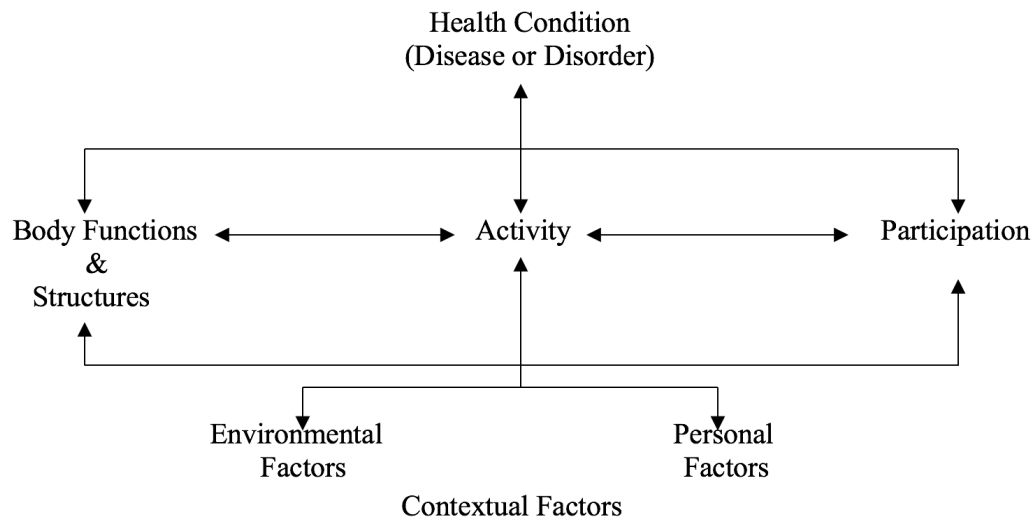 Health Condition
(Disease or Disorder)
Body Functions
&
Structures
Activity
Participation
Environmental
Factors
Personal
Factors
Contextual Factors